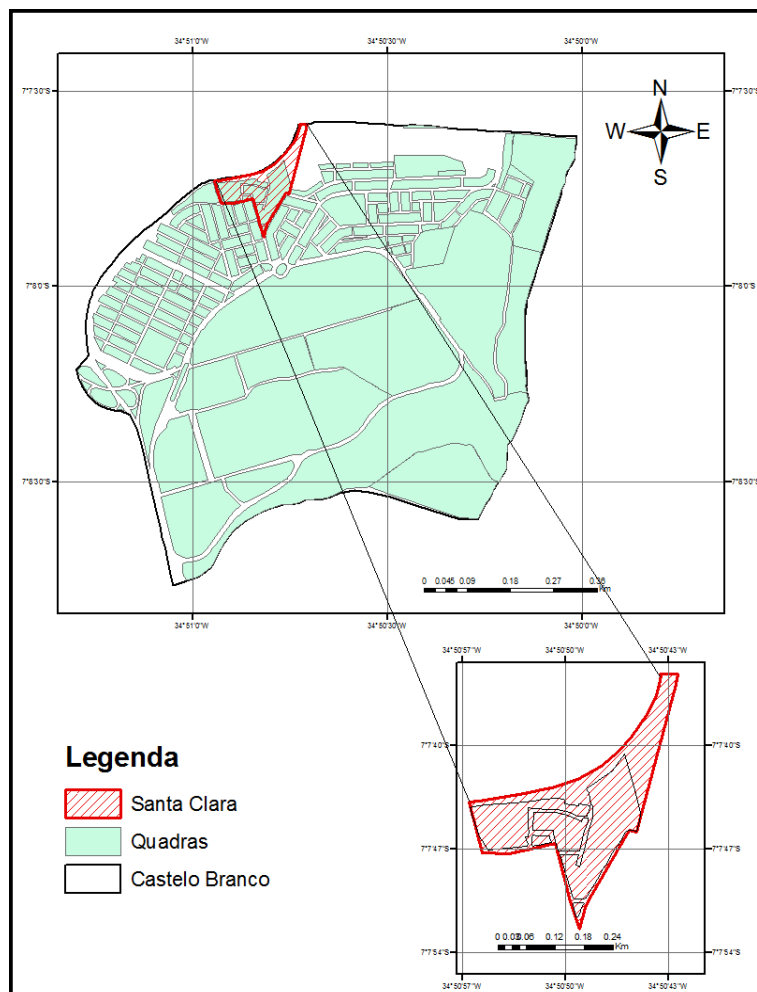 34°51'0"W 34°50'30"W 34°50'0"W
7°7'30"S 7°7'30"S
N
W E
S
7°8'0"S 7°8'0"S
7°8'30"S 7°8'30"S
0 0.045 0.09 0.18 0.27 0.36
Km
34°51'0"W 34°50'30"W 34°50'0"W
34°50'57"W 34°50'50"W 34°50'43"W
7°7'40"S 7°7'40"S
7°7'47"S 7°7'47"S
0 0.03 0.06 0.12 0.18 0.24
Km
7°7'54"S 7°7'54"S
34°50'57"W 34°50'50"W 34°50'43"W
Legenda
Santa Clara
Quadras
Castelo Branco